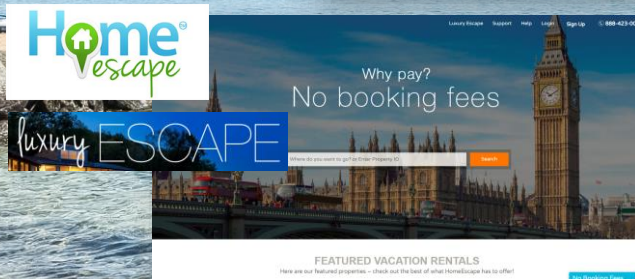 Home
escape
luxury ESCAPE
Luxury Escape Support Help Login Sign Up 888-423-00
Why pay?
No booking fees
Where do you want to go? or Enter Property ID
Search
FEATURED VACATION RENTALS
Here are our featured properties – check out the best of what HomeEscape has to offer!
No Booking Fees